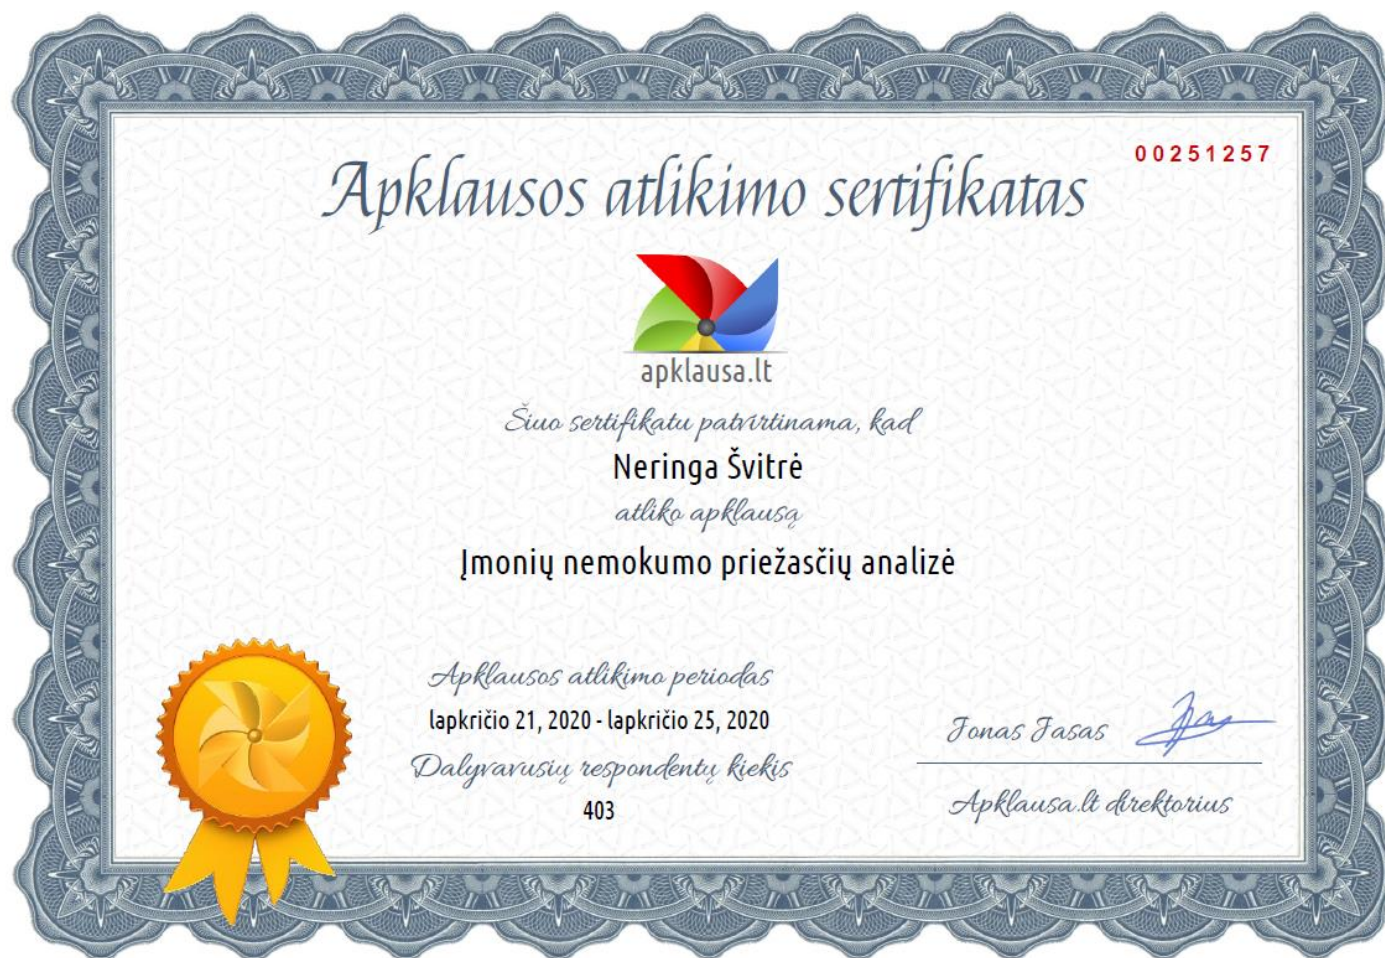 00251257
Apklausos atlikimo sertifikatas
apklausa.lt
Šiuo sertifikatu patvirtinama, kad
Neringa Švitrė
atliko apklausą
Įmonių nemokumo priežasčių analizė
Apklausos atlikimo periodas
lapkričio 21, 2020 - lapkričio 25, 2020
Dalyvavusių respondentų kiekis
403
Jonas Jasas
Apklausa.lt direktorius